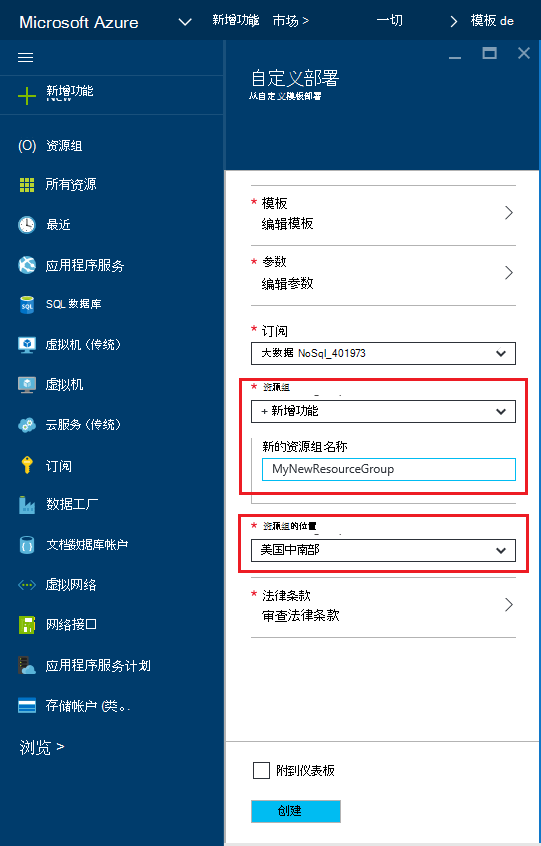 Microsoft Azure 新增功能 市场 > 一切 模板 de
新增功能
New
(O) 资源组
所有资源
最近
应用程序服务
SQL 数据库
虚拟机 (传统)
虚拟机
云服务 (传统)
订阅
数据工厂
文档数据库帐户
虚拟网络
网络接口
应用程序服务计划
存储帐户 (类。.
浏览 >
自定义部署
从自定义模板部署
* 模板
编辑模板
* 参数
编辑参数
* 订阅
大数据 NoSql_401973
* 资源组
+ 新增功能
新的资源组名称
MyNewResourceGroup
* 资源组的位置
美国中南部
* 法律条款
审查法律条款
附到仪表板
创建